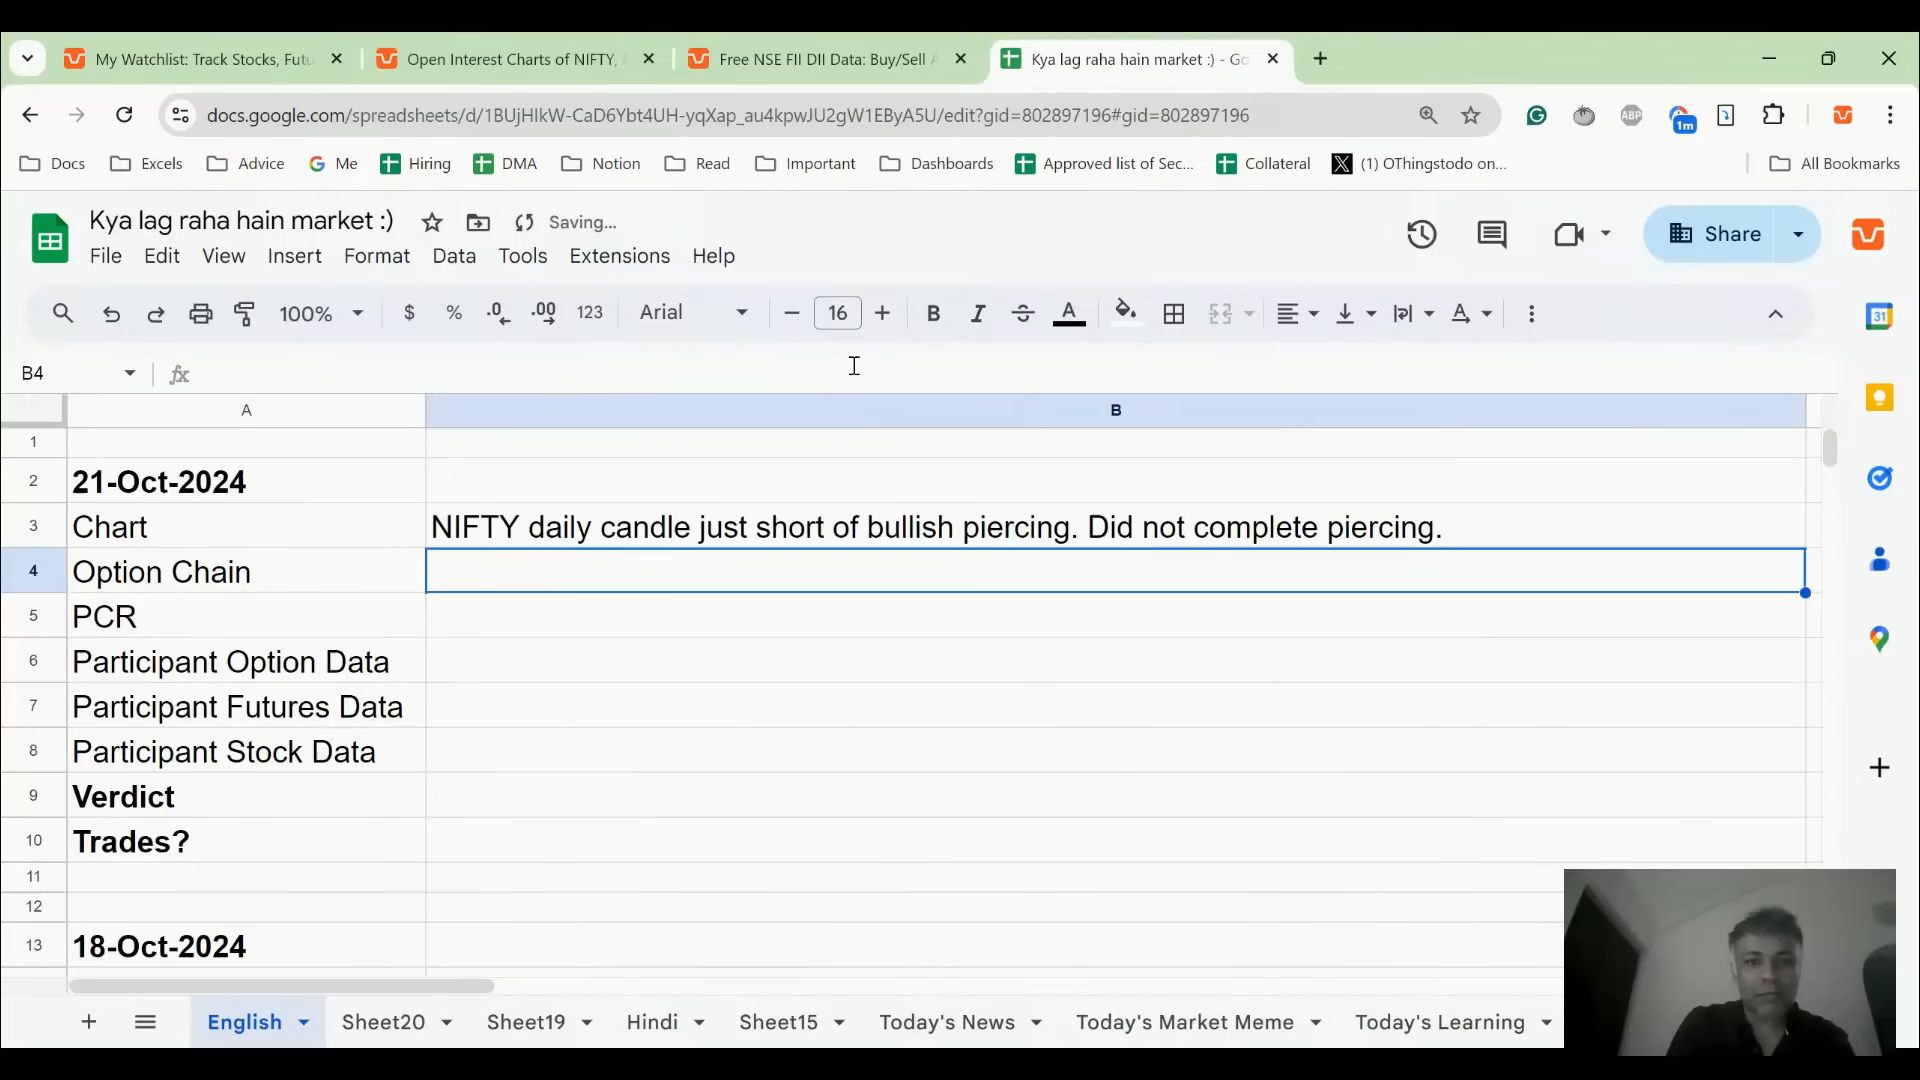 My Watchlist: Track Stocks, Futu
Open Interest Charts of NIFTY,
Free NSE FII DII Data: Buy/Sell A
Kya lag raha hain market :) - Go
docs.google.com/spreadsheets/d/1BUjHIkW-CaD6Ybt4UH-yqXap_au4kpwJU2gW1EByA5U/edit?gid=802897196#gid=802897196
ABP
1m
Docs
Excels
Advice
Me
Hiring
DMA
Notion
Read
Important
Dashboards
Approved list of Sec...
Collateral
(1) OThingstodo on...
All Bookmarks
Kya lag raha hain market :)
Saving...
Share
File Edit View Insert Format Data Tools Extensions Help
100% $ % .0 .00 123 Arial 16 B I A A
31
B4 fx
A B
1
2 21-Oct-2024
3 Chart NIFTY daily candle just short of bullish piercing. Did not complete piercing.
4 Option Chain
5 PCR
6 Participant Option Data
7 Participant Futures Data
8 Participant Stock Data
9 Verdict
10 Trades?
11
12
13 18-Oct-2024
English Sheet20 Sheet19 Hindi Sheet15 Today's News Today's Market Meme Today's Learning